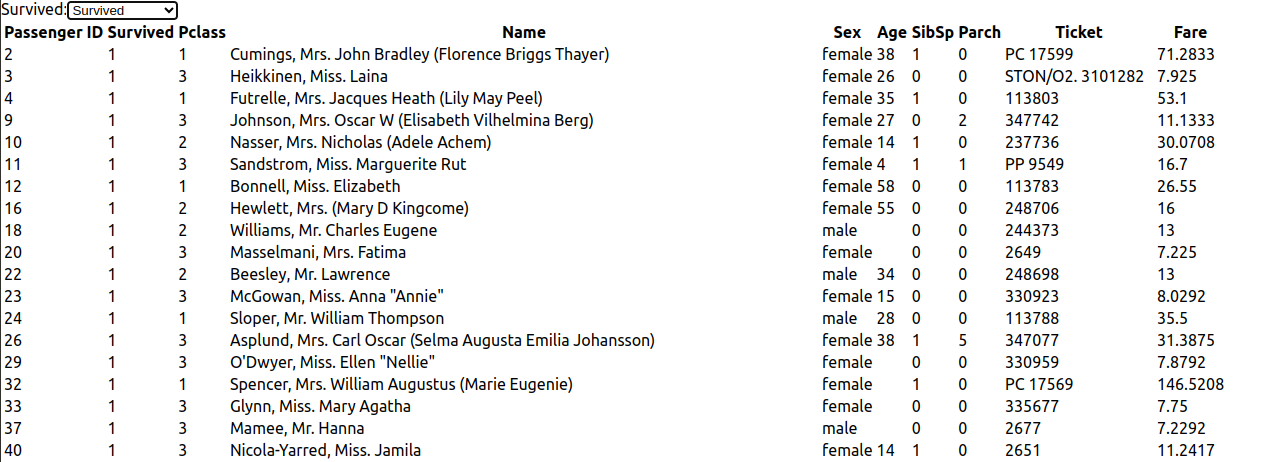 Survived: Survived
Passenger ID Survived Pclass Name Sex Age SibSp Parch Ticket Fare
2 1 1 Cumings, Mrs. John Bradley (Florence Briggs Thayer) female 38 1 0 PC 17599 71.2833
3 1 3 Heikkinen, Miss. Laina female 26 0 0 STON/O2. 3101282 7.925
4 1 1 Futrelle, Mrs. Jacques Heath (Lily May Peel) female 35 1 0 113803 53.1
9 1 3 Johnson, Mrs. Oscar W (Elisabeth Vilhelmina Berg) female 27 0 2 347742 11.1333
10 1 2 Nasser, Mrs. Nicholas (Adele Achem) female 14 1 0 237736 30.0708
11 1 3 Sandstrom, Miss. Marguerite Rut female 4 1 1 PP 9549 16.7
12 1 1 Bonnell, Miss. Elizabeth female 58 0 0 113783 26.55
16 1 2 Hewlett, Mrs. (Mary D Kingcome) female 55 0 0 248706 16
18 1 2 Williams, Mr. Charles Eugene male 0 0 244373 13
20 1 3 Masselmani, Mrs. Fatima female 0 0 2649 7.225
22 1 2 Beesley, Mr. Lawrence male 34 0 0 248698 13
23 1 3 McGowan, Miss. Anna "Annie" female 15 0 0 330923 8.0292
24 1 1 Sloper, Mr. William Thompson male 28 0 0 113788 35.5
26 1 3 Asplund, Mrs. Carl Oscar (Selma Augusta Emilia Johansson) female 38 1 5 347077 31.3875
29 1 3 O'Dwyer, Miss. Ellen "Nellie" female 0 0 330959 7.8792
32 1 1 Spencer, Mrs. William Augustus (Marie Eugenie) female 1 0 PC 17569 146.5208
33 1 3 Glynn, Miss. Mary Agatha female 0 0 335677 7.75
37 1 3 Mamee, Mr. Hanna male 0 0 2677 7.2292
40 1 3 Nicola-Yarred, Miss. Jamila female 14 1 0 2651 11.2417